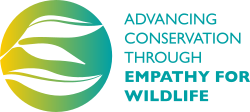 ADVANCING
CONSERVATION
THROUGH
EMPATHY FOR
WILDLIFE